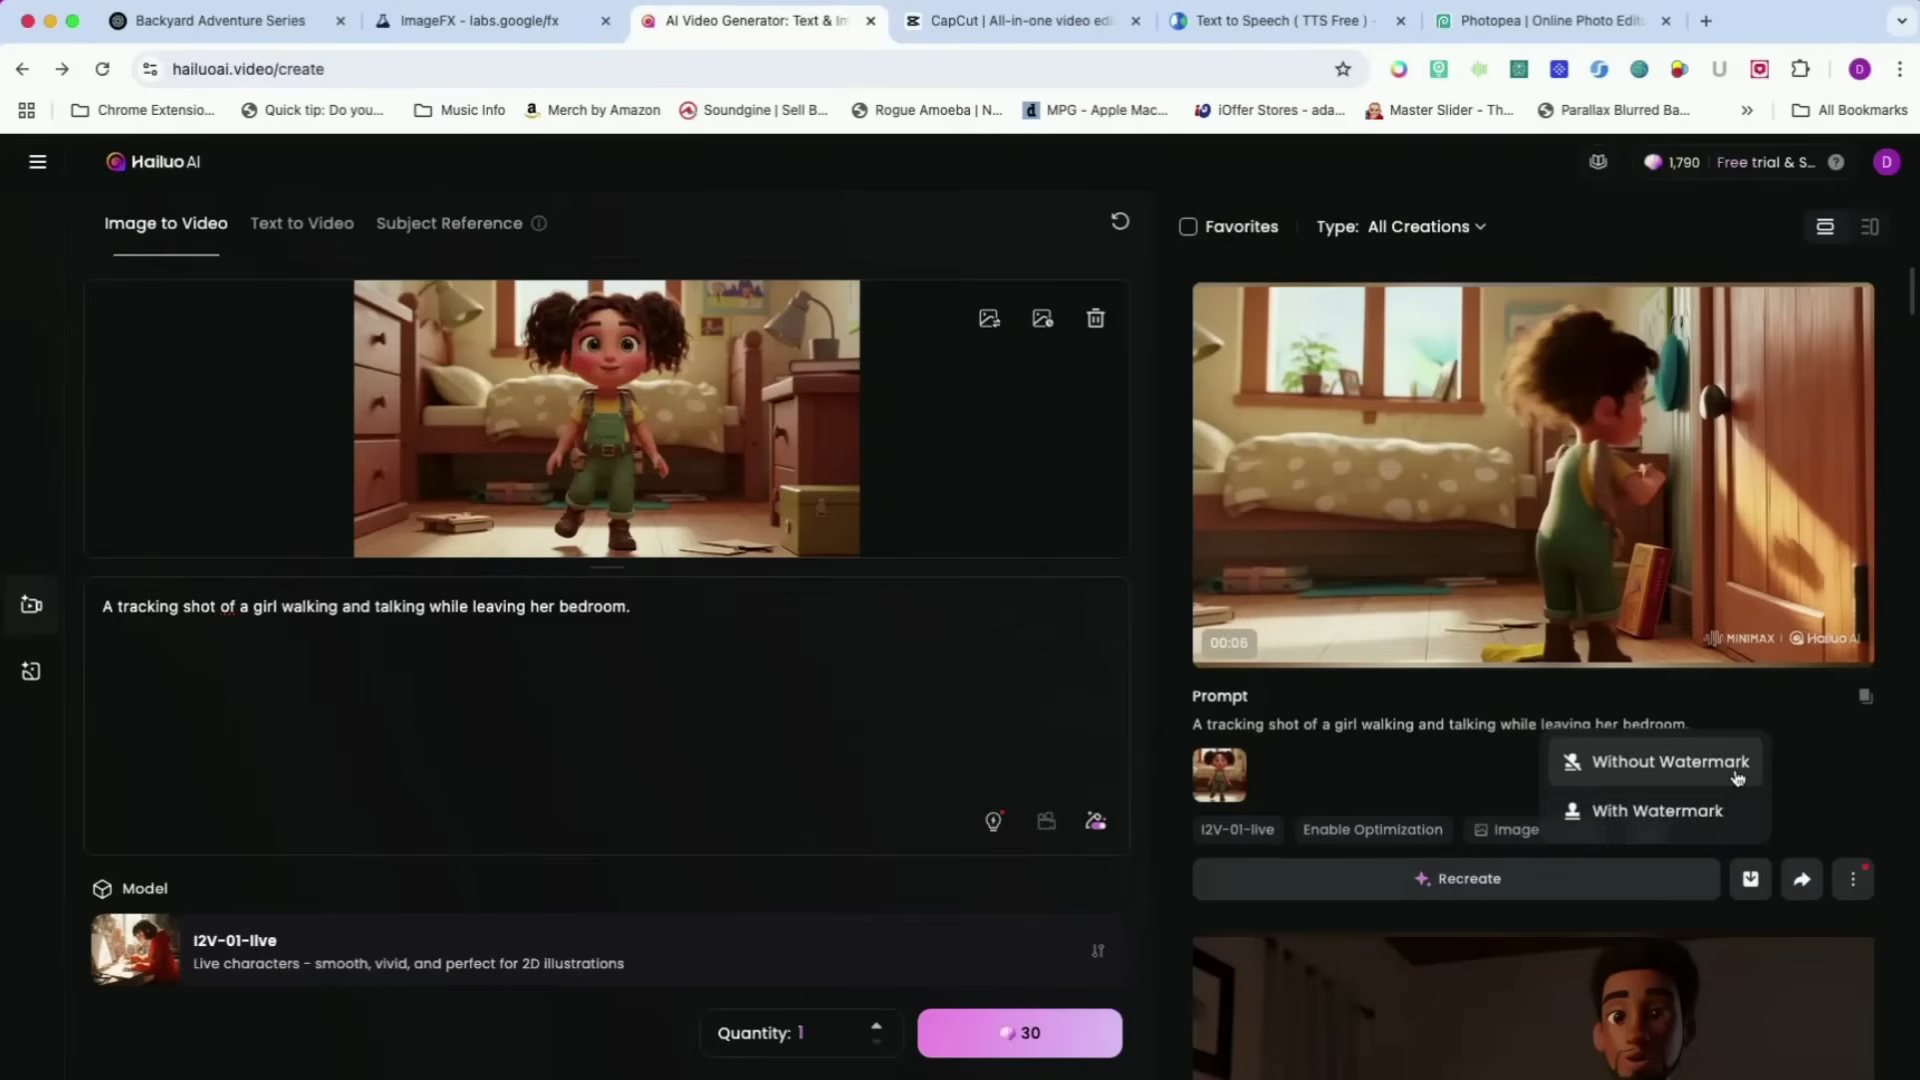 Backyard Adventure Series
ImageFX - labs.google/fx
AI Video Generator: Text & Im
CapCut | All-in-one video edi
Text to Speech ( TTS Free ) -
Photopea | Online Photo Edit
hailuoai.video/create
D
Chrome Extensio...
Quick tip: Do you...
Music Info
Merch by Amazon
Soundgine | Sell B...
Rogue Amoeba | N...
MPG - Apple Mac...
iOffer Stores - ada...
Master Slider - Th...
Parallax Blurred Ba...
All Bookmarks
Hailuo AI
1,790
Free trial & S...
D
Image to Video
Text to Video
Subject Reference
Favorites
Type: All Creations
00:06
MINIMAX | Hailuo AI
A tracking shot of a girl walking and talking while leaving her bedroom.
Prompt
A tracking shot of a girl walking and talking while leaving her bedroom.
Without Watermark
With Watermark
I2V-01-live
Enable Optimization
Image
Recreate
Model
I2V-01-live
Live characters - smooth, vivid, and perfect for 2D illustrations
Quantity: 1
30